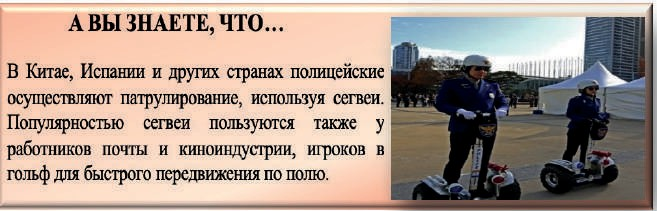 А ВЫ ЗНАЕТЕ, ЧТО…
В Китае, Испании и других странах полицейские
осуществляют патрулирование, используя сегвеи.
Популярностью сегвеи пользуются также у
работников почты и киноиндустрии, игроков в
гольф для быстрого передвижения по полю.